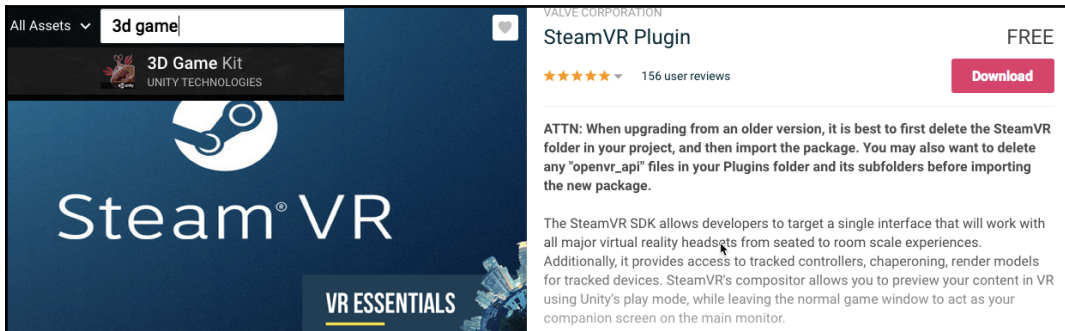 All Assets
3d game
3D Game Kit
UNITY TECHNOLOGIES
unity
Steam® VR
VR ESSENTIALS
VALVE CORPORATION
SteamVR Plugin
FREE
156 user reviews
Download
ATTN: When upgrading from an older version, it is best to first delete the SteamVR
folder in your project, and then import the package. You may also want to delete
any "openvr_api" files in your Plugins folder and its subfolders before importing
the new package.
The SteamVR SDK allows developers to target a single interface that will work with
all major virtual reality headsets from seated to room scale experiences.
Additionally, it provides access to tracked controllers, chaperoning, render models
for tracked devices. SteamVR's compositor allows you to preview your content in VR
using Unity's play mode, while leaving the normal game window to act as your
companion screen on the main monitor.